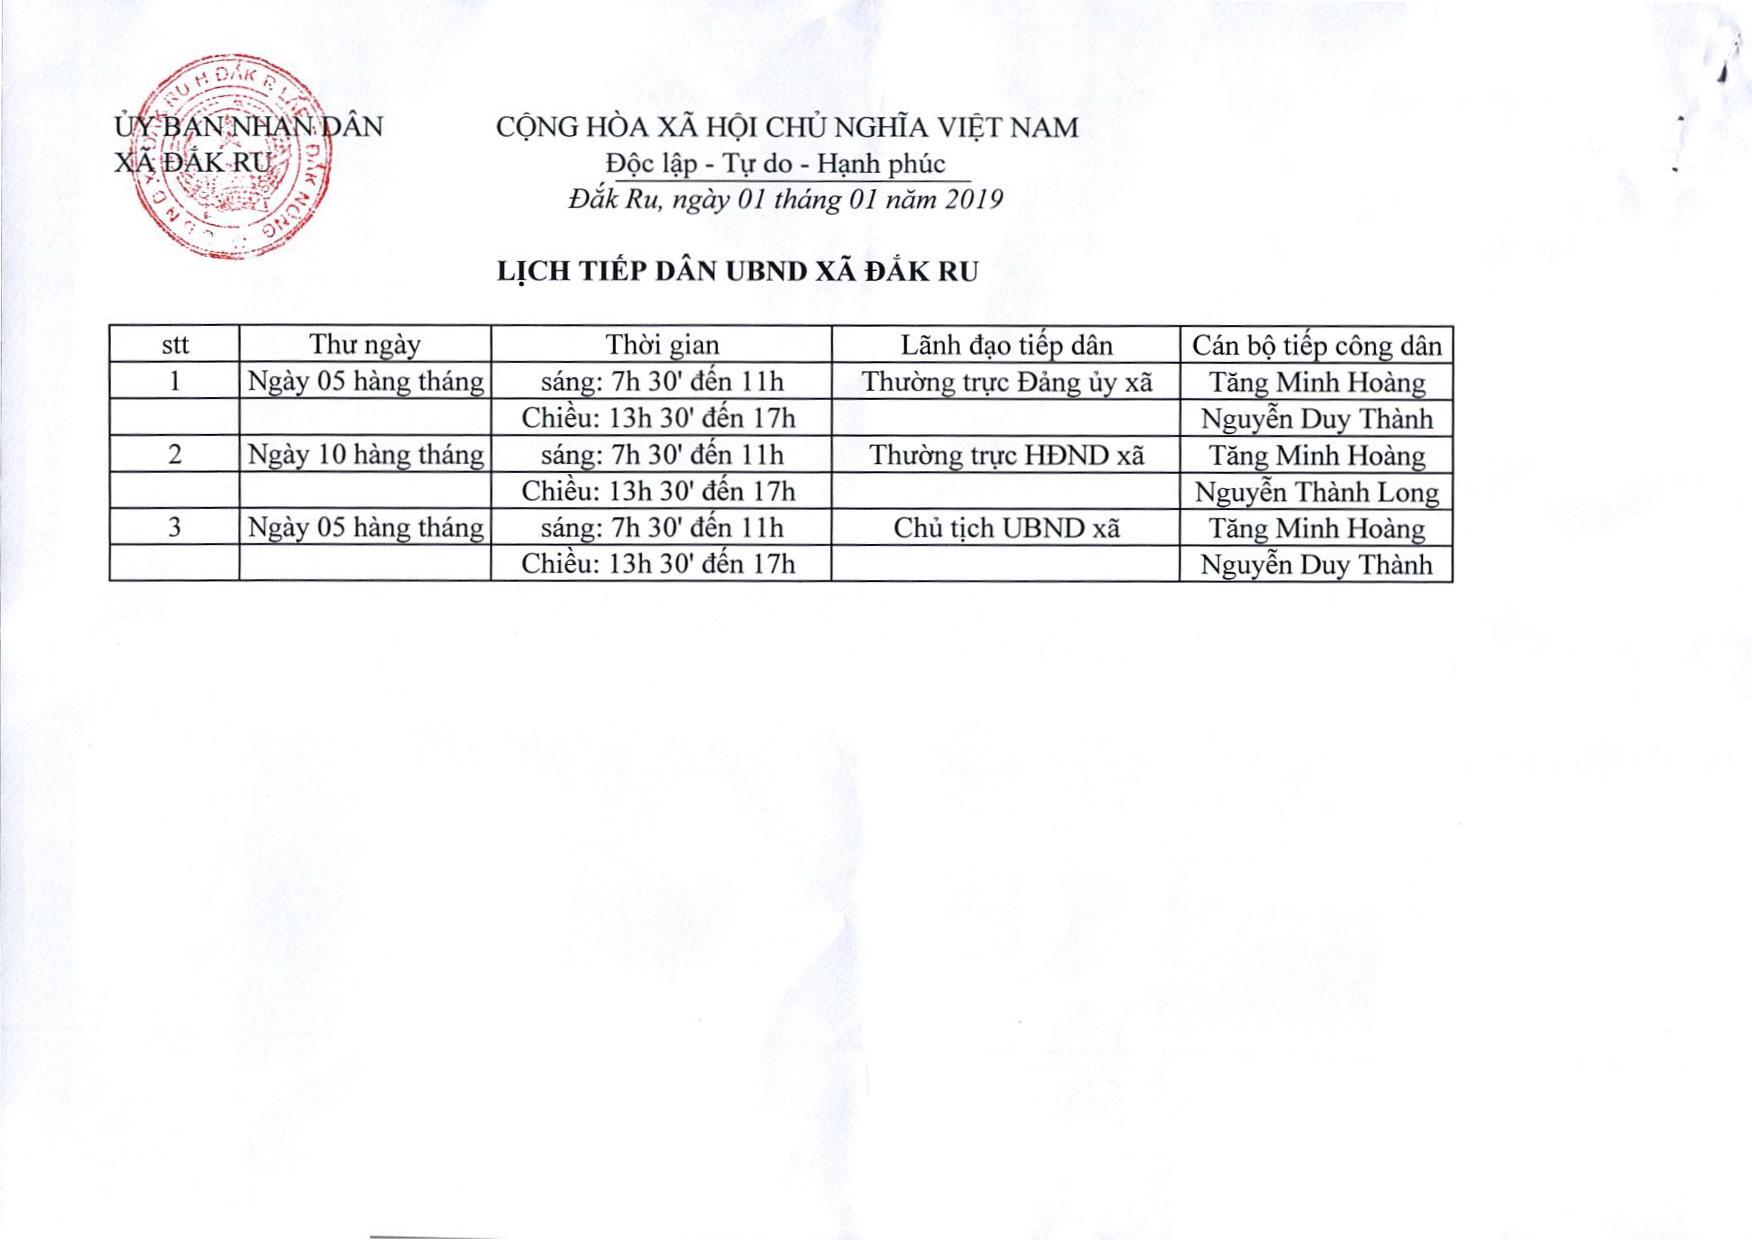 ỦY BAN NHAN DÂN
XÃ ĐẮK RU
CỘNG HÒA XÃ HỘI CHỦ NGHĨA VIỆT NAM
Độc lập - Tự do - Hạnh phúc
Đắk Ru, ngày 01 tháng 01 năm 2019
LỊCH TIẾP DÂN UBND XÃ ĐẮK RU
stt Thư ngày Thời gian Lãnh đạo tiếp dân Cán bộ tiếp công dân
1 Ngày 05 hàng tháng sáng: 7h 30' đến 11h Thường trực Đảng ủy xã Tăng Minh Hoàng
Chiều: 13h 30' đến 17h Nguyễn Duy Thành
2 Ngày 10 hàng tháng sáng: 7h 30' đến 11h Thường trực HĐND xã Tăng Minh Hoàng
Chiều: 13h 30' đến 17h Nguyễn Thành Long
3 Ngày 05 hàng tháng sáng: 7h 30' đến 11h Chủ tịch UBND xã Tăng Minh Hoàng
Chiều: 13h 30' đến 17h Nguyễn Duy Thành